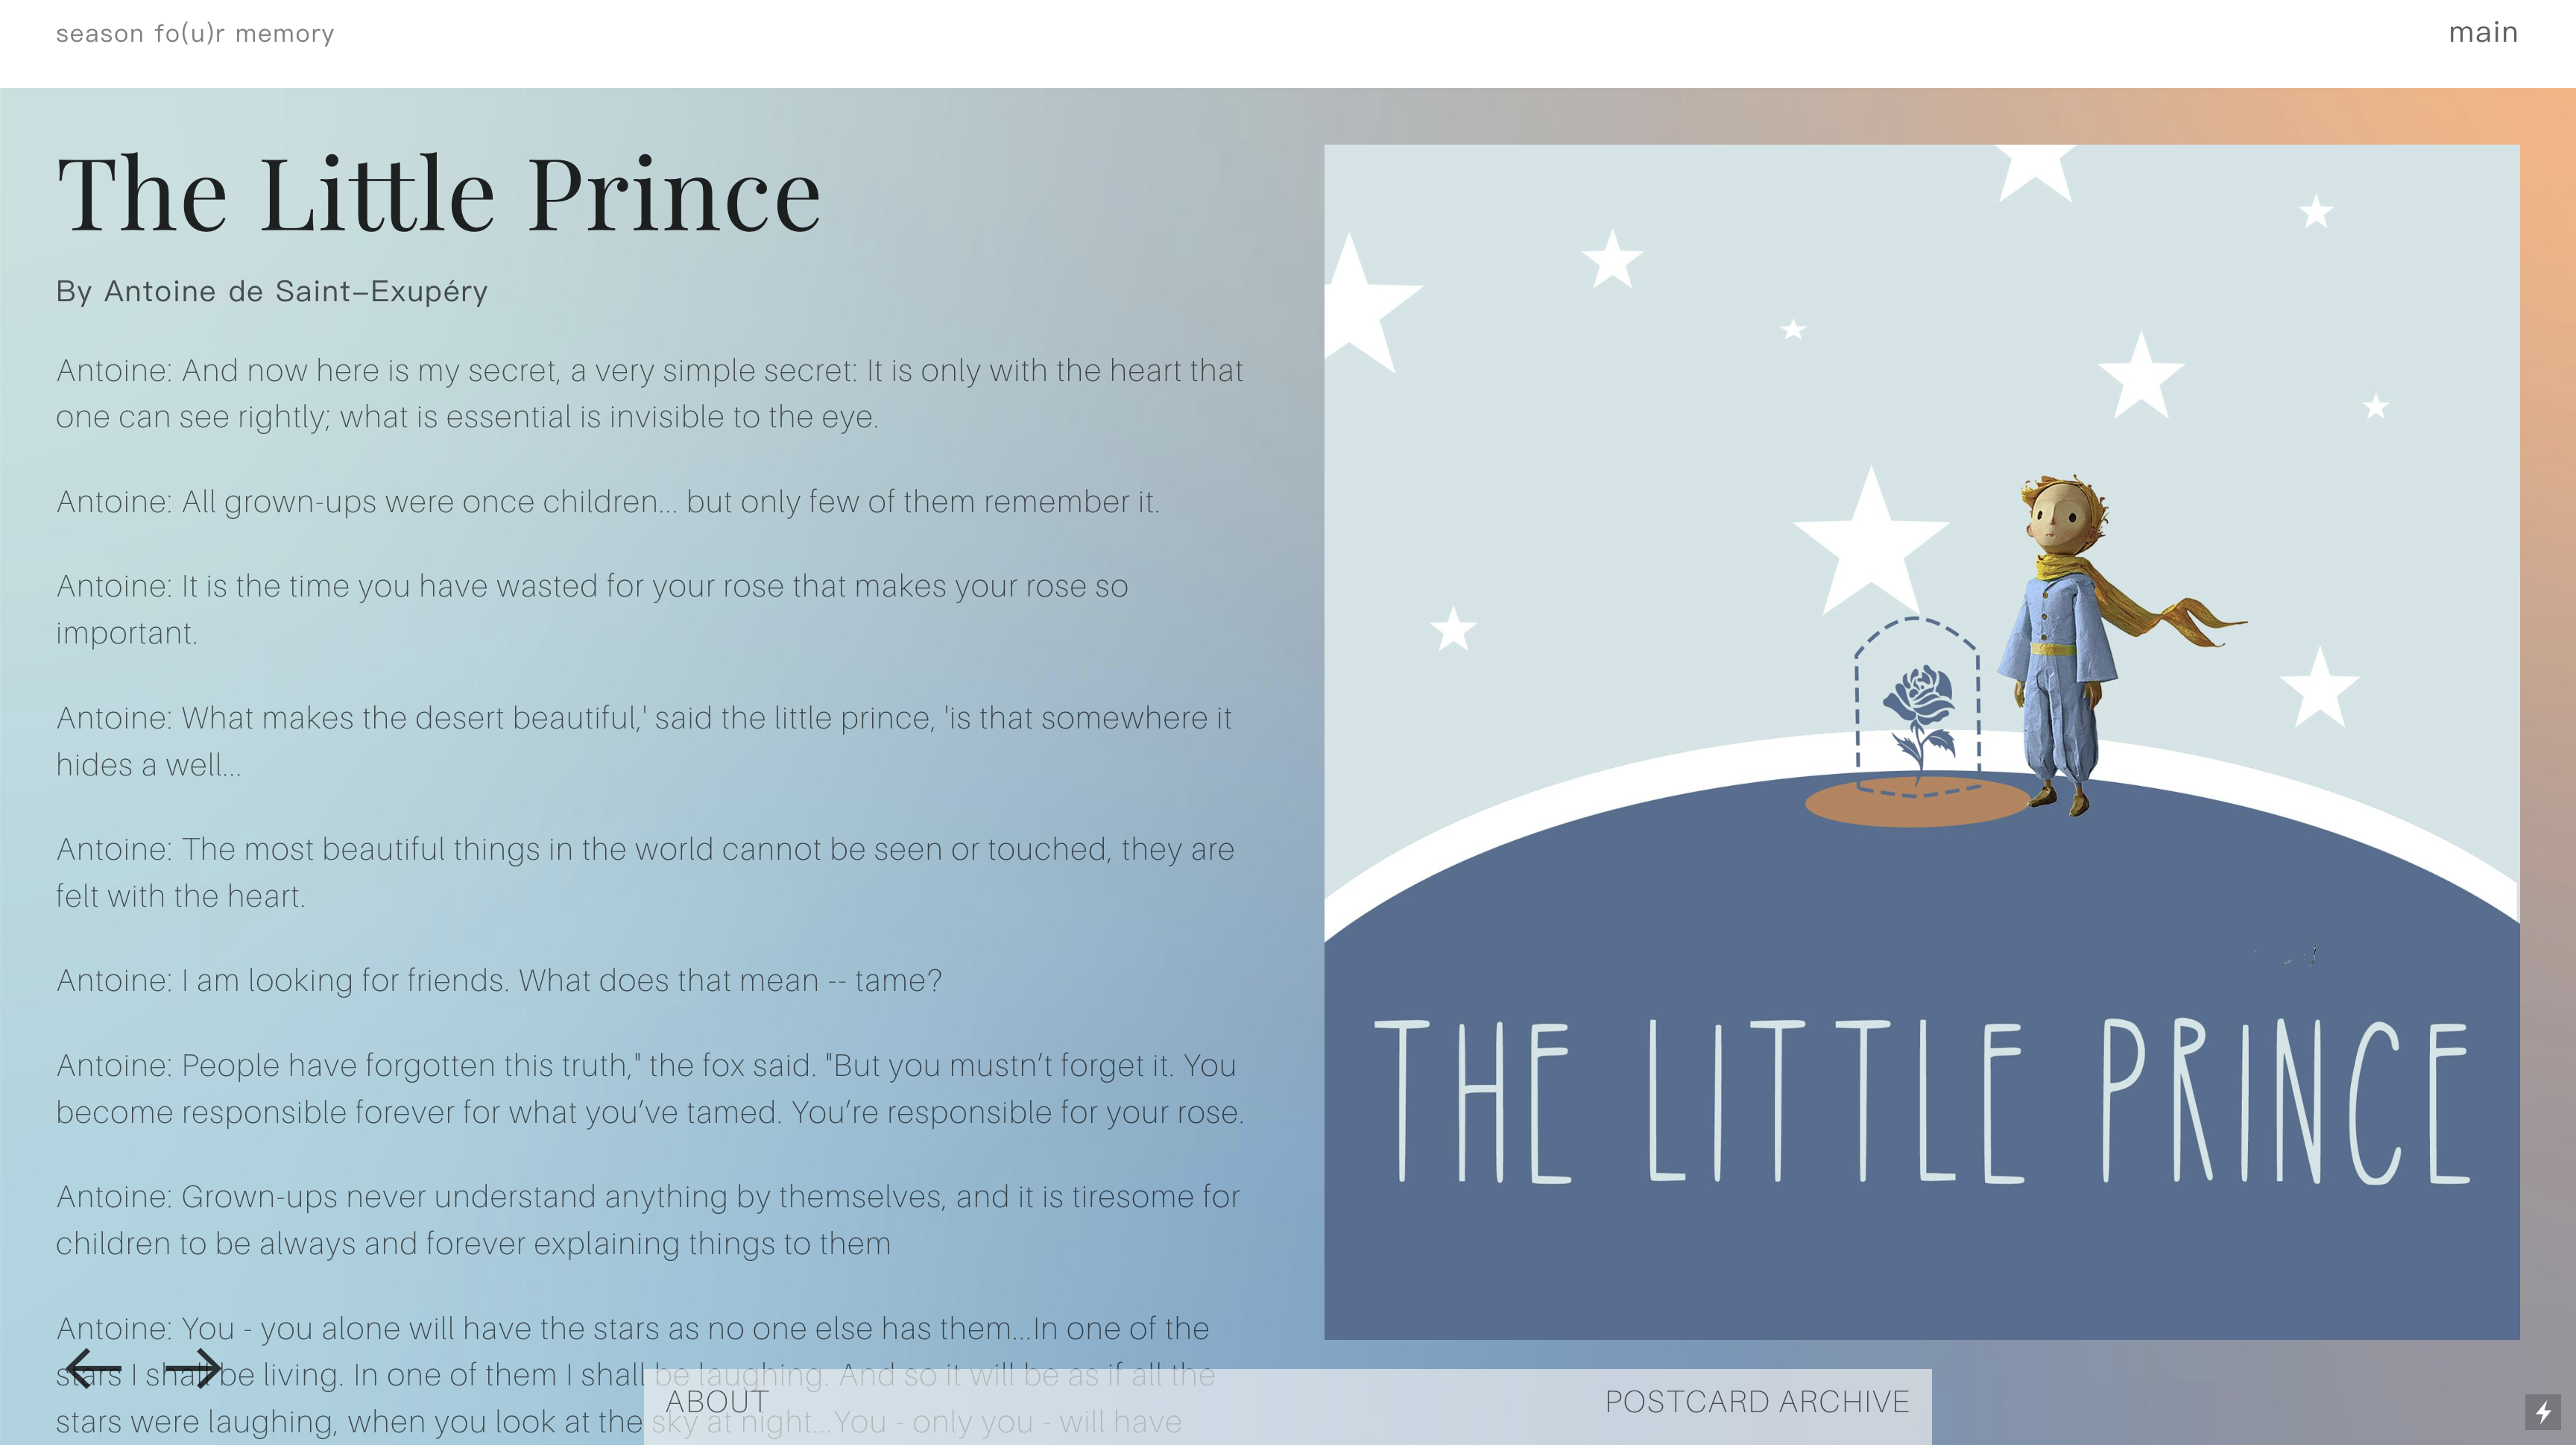 season fo(u)r memory
main
The Little Prince
By Antoine de Saint–Exupéry
Antoine: And now here is my secret, a very simple secret: It is only with the heart that
one can see rightly; what is essential is invisible to the eye.
Antoine: All grown-ups were once children... but only few of them remember it.
Antoine: It is the time you have wasted for your rose that makes your rose so
important.
Antoine: What makes the desert beautiful,' said the little prince, 'is that somewhere it
hides a well...
Antoine: The most beautiful things in the world cannot be seen or touched, they are
felt with the heart.
Antoine: I am looking for friends. What does that mean -- tame?
Antoine: People have forgotten this truth," the fox said. "But you mustn’t forget it. You
become responsible forever for what you’ve tamed. You’re responsible for your rose.
Antoine: Grown-ups never understand anything by themselves, and it is tiresome for
children to be always and forever explaining things to them
Antoine: You - you alone will have the stars as no one else has them...In one of the
stars I shall be living. In one of them I shall be laughing. And so it will be as if all the
stars were laughing, when you look at the sky at night...You - only you - will have
ABOUT
POSTCARD ARCHIVE
THE LITTLE PRINCE